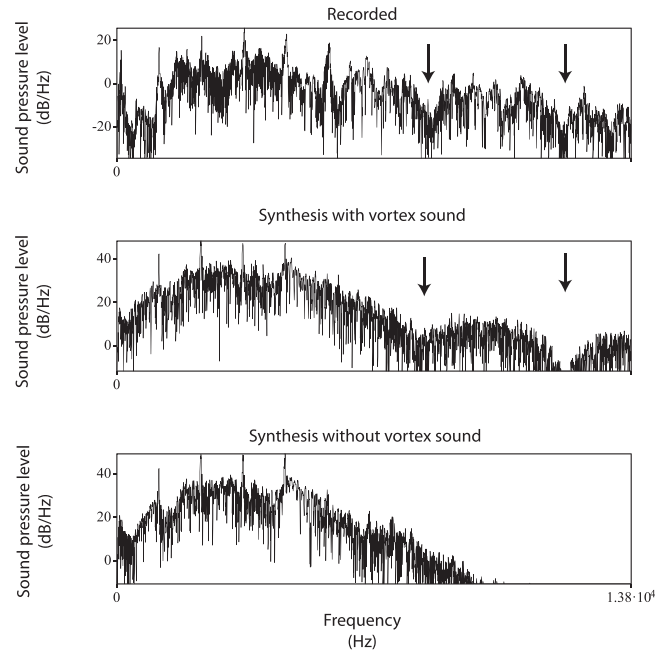 Recorded
Sound pressure level
(dB/Hz)
20
0
-20
0
Synthesis with vortex sound
Sound pressure level
(dB/Hz)
40
20
0
0
Synthesis without vortex sound
Sound pressure level
(dB/Hz)
40
20
0
0
1.38·10⁴
Frequency
(Hz)